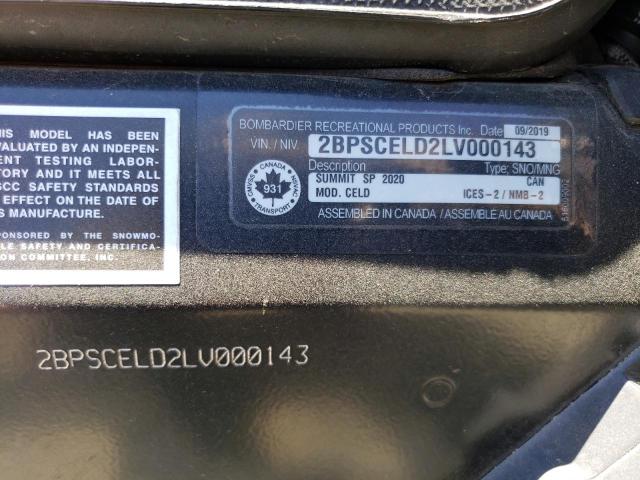 HIS MODEL HAS BEEN
VALUATED BY AN INDEPEN-
ENT TESTING LABOR-
TORY AND IT MEETS ALL
SCC SAFETY STANDARDS
EFFECT ON THE DATE OF
S MANUFACTURE.
PONSORED BY THE SNOWMO-
LE SAFETY AND CERTIFICA-
ON COMMITTEE, INC.
BOMBARDIER RECREATIONAL PRODUCTS Inc. Date 09/2019
VIN. / NIV. 2BPSCELD2LV000143
Description Type: SNO/MNG
SUMMIT SP 2020 CAN
MOD. CELD ICES-2 / NMB-2
ASSEMBLED IN CANADA / ASSEMBLÉ AU CANADA
CANADA
CMVSS
NSVAC
931
TRANSPORT
2BPSCELD2LV000143